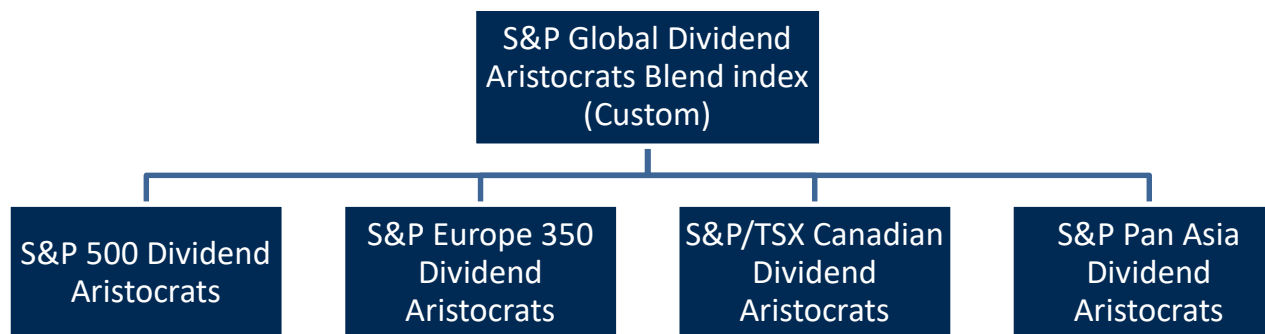 S&P Global Dividend
Aristocrats Blend index
(Custom)
S&P 500 Dividend
Aristocrats
S&P Europe 350
Dividend
Aristocrats
S&P/TSX Canadian
Dividend
Aristocrats
S&P Pan Asia
Dividend
Aristocrats